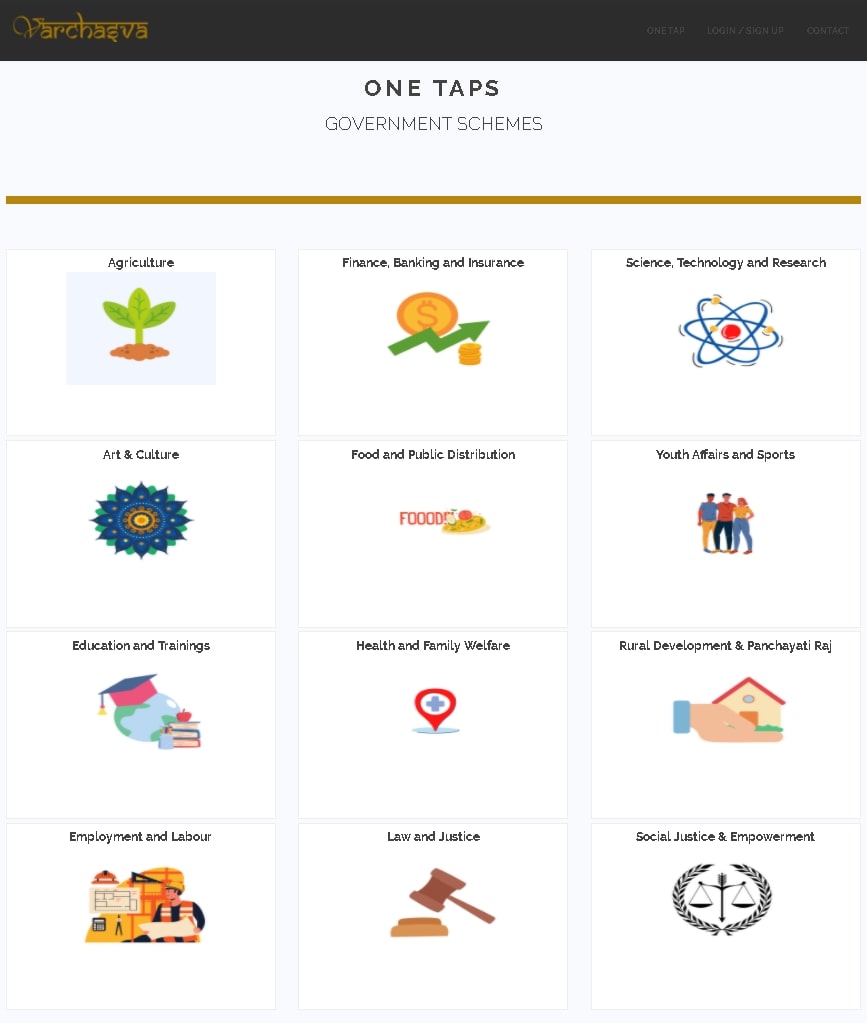 Varchasva
ONETAP LOGIN / SIGN UP CONTACT
ONE TAPS
GOVERNMENT SCHEMES
Agriculture
Finance, Banking and Insurance
Science, Technology and Research
Art & Culture
Food and Public Distribution
Youth Affairs and Sports
FOOOD!
Education and Trainings
Health and Family Welfare
Rural Development & Panchayati Raj
Employment and Labour
Law and Justice
Social Justice & Empowerment